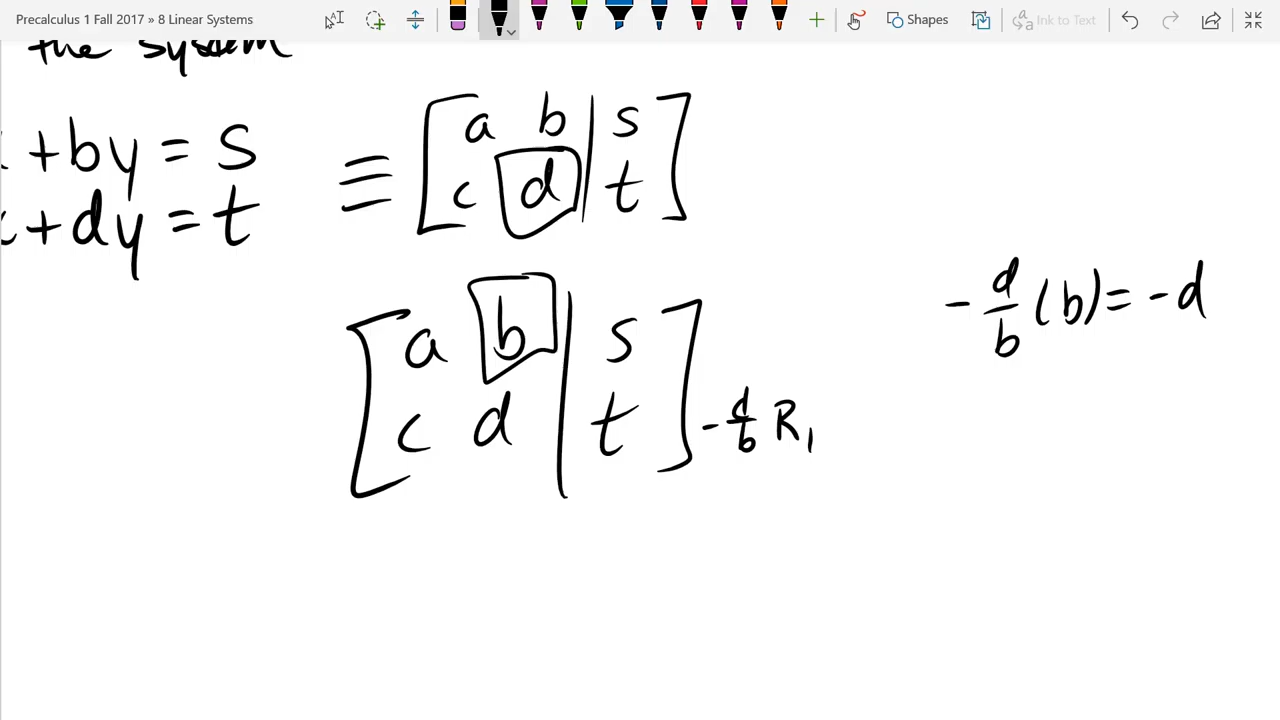 Precalculus 1 Fall 2017 » 8 Linear Systems
Shapes
Ink to Text
the system
+by = s ≡ [ a b | s ]
+dy = t [ c d | t ]
[ a b | s ]
[ c d | t ] -d/b R₁
-d/b (b) = -d